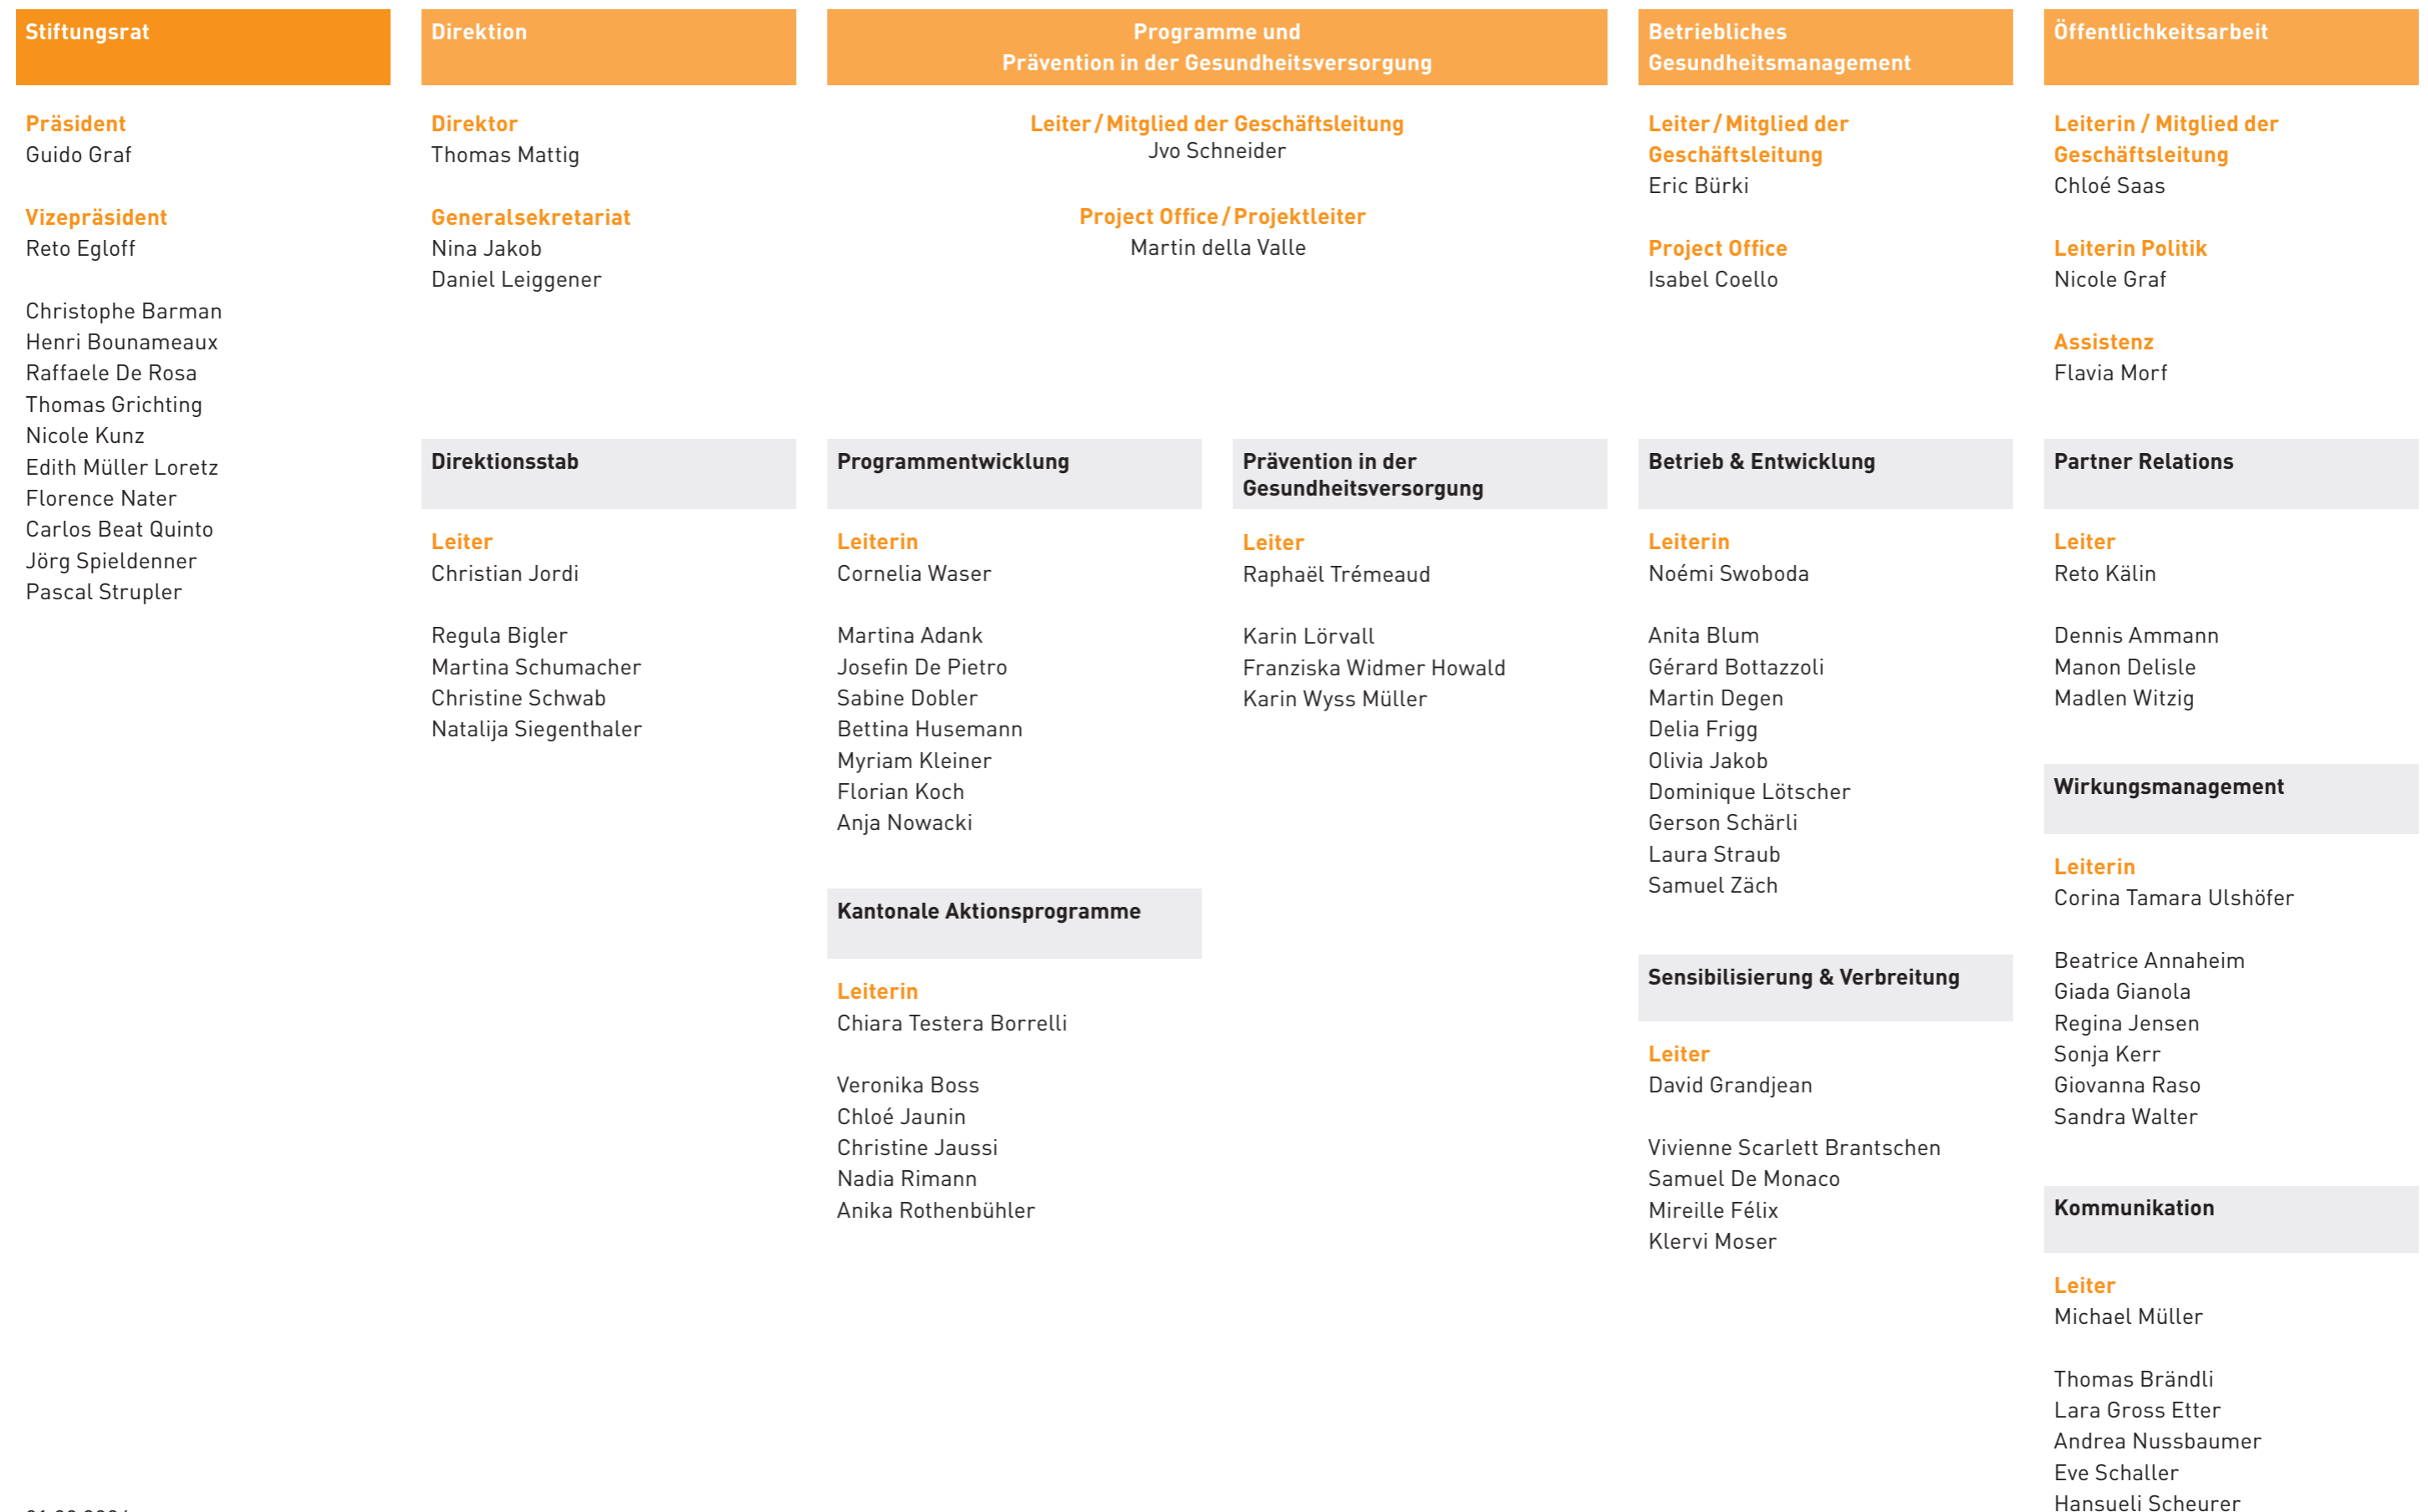 Stiftungsrat
Präsident
Guido Graf
Vizepräsident
Reto Egloff
Christophe Barman
Henri Bounameaux
Raffaele De Rosa
Thomas Grichting
Nicole Kunz
Edith Müller Loretz
Florence Nater
Carlos Beat Quinto
Jörg Spieldenner
Pascal Strupler
Direktion
Direktor
Thomas Mattig
Generalsekretariat
Nina Jakob
Daniel Leiggener
Direktionsstab
Leiter
Christian Jordi
Regula Bigler
Martina Schumacher
Christine Schwab
Natalija Siegenthaler
Programme und
Prävention in der Gesundheitsversorgung
Leiter / Mitglied der Geschäftsleitung
Jvo Schneider
Project Office / Projektleiter
Martin della Valle
Programmentwicklung
Leiterin
Cornelia Waser
Martina Adank
Josefin De Pietro
Sabine Dobler
Bettina Husemann
Myriam Kleiner
Florian Koch
Anja Nowacki
Kantonale Aktionsprogramme
Leiterin
Chiara Testera Borrelli
Veronika Boss
Chloé Jaunin
Christine Jaussi
Nadia Rimann
Anika Rothenbühler
Prävention in der
Gesundheitsversorgung
Leiter
Raphaël Trémeaud
Karin Lörvall
Franziska Widmer Howald
Karin Wyss Müller
Betriebliches
Gesundheitsmanagement
Leiter / Mitglied der
Geschäftsleitung
Eric Bürki
Project Office
Isabel Coello
Betrieb & Entwicklung
Leiterin
Noémi Swoboda
Anita Blum
Gérard Bottazzoli
Martin Degen
Delia Frigg
Olivia Jakob
Dominique Lötscher
Gerson Schärli
Laura Straub
Samuel Zäch
Sensibilisierung & Verbreitung
Leiter
David Grandjean
Vivienne Scarlett Brantschen
Samuel De Monaco
Mireille Félix
Klervi Moser
Öffentlichkeitsarbeit
Leiterin / Mitglied der
Geschäftsleitung
Chloé Saas
Leiterin Politik
Nicole Graf
Assistenz
Flavia Morf
Partner Relations
Leiter
Reto Kälin
Dennis Ammann
Manon Delisle
Madlen Witzig
Wirkungsmanagement
Leiterin
Corina Tamara Ulshöfer
Beatrice Annaheim
Giada Gianola
Regina Jensen
Sonja Kerr
Giovanna Raso
Sandra Walter
Kommunikation
Leiter
Michael Müller
Thomas Brändli
Lara Gross Etter
Andrea Nussbaumer
Eve Schaller
Hansueli Scheurer